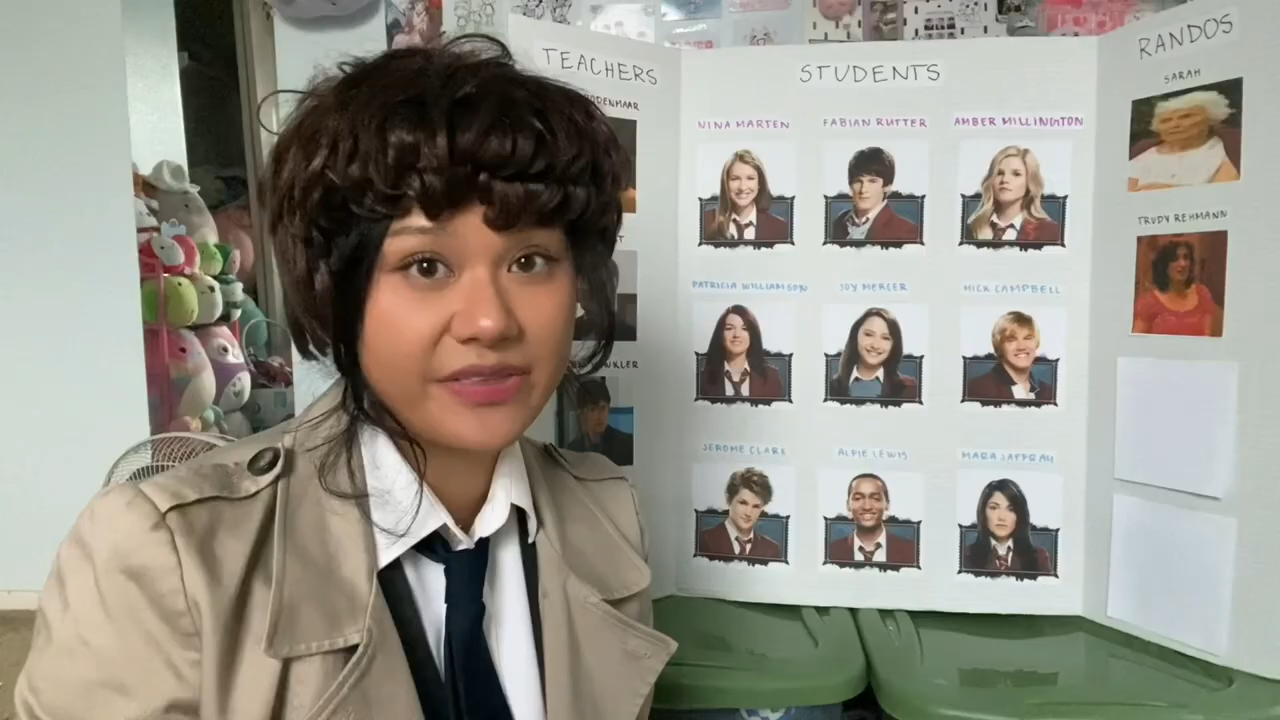 TEACHERS
STUDENTS
RANDOS
SARAH
NINA MARTEN
FABIAN RUTTER
AMBER MILLINGTON
TRUDY REHMANN
PATRICIA WILLIAMSON
JOY MERCER
MICK CAMPBELL
JEROME CLARK
ALFIE LEWIS
MARA JAFFRAY